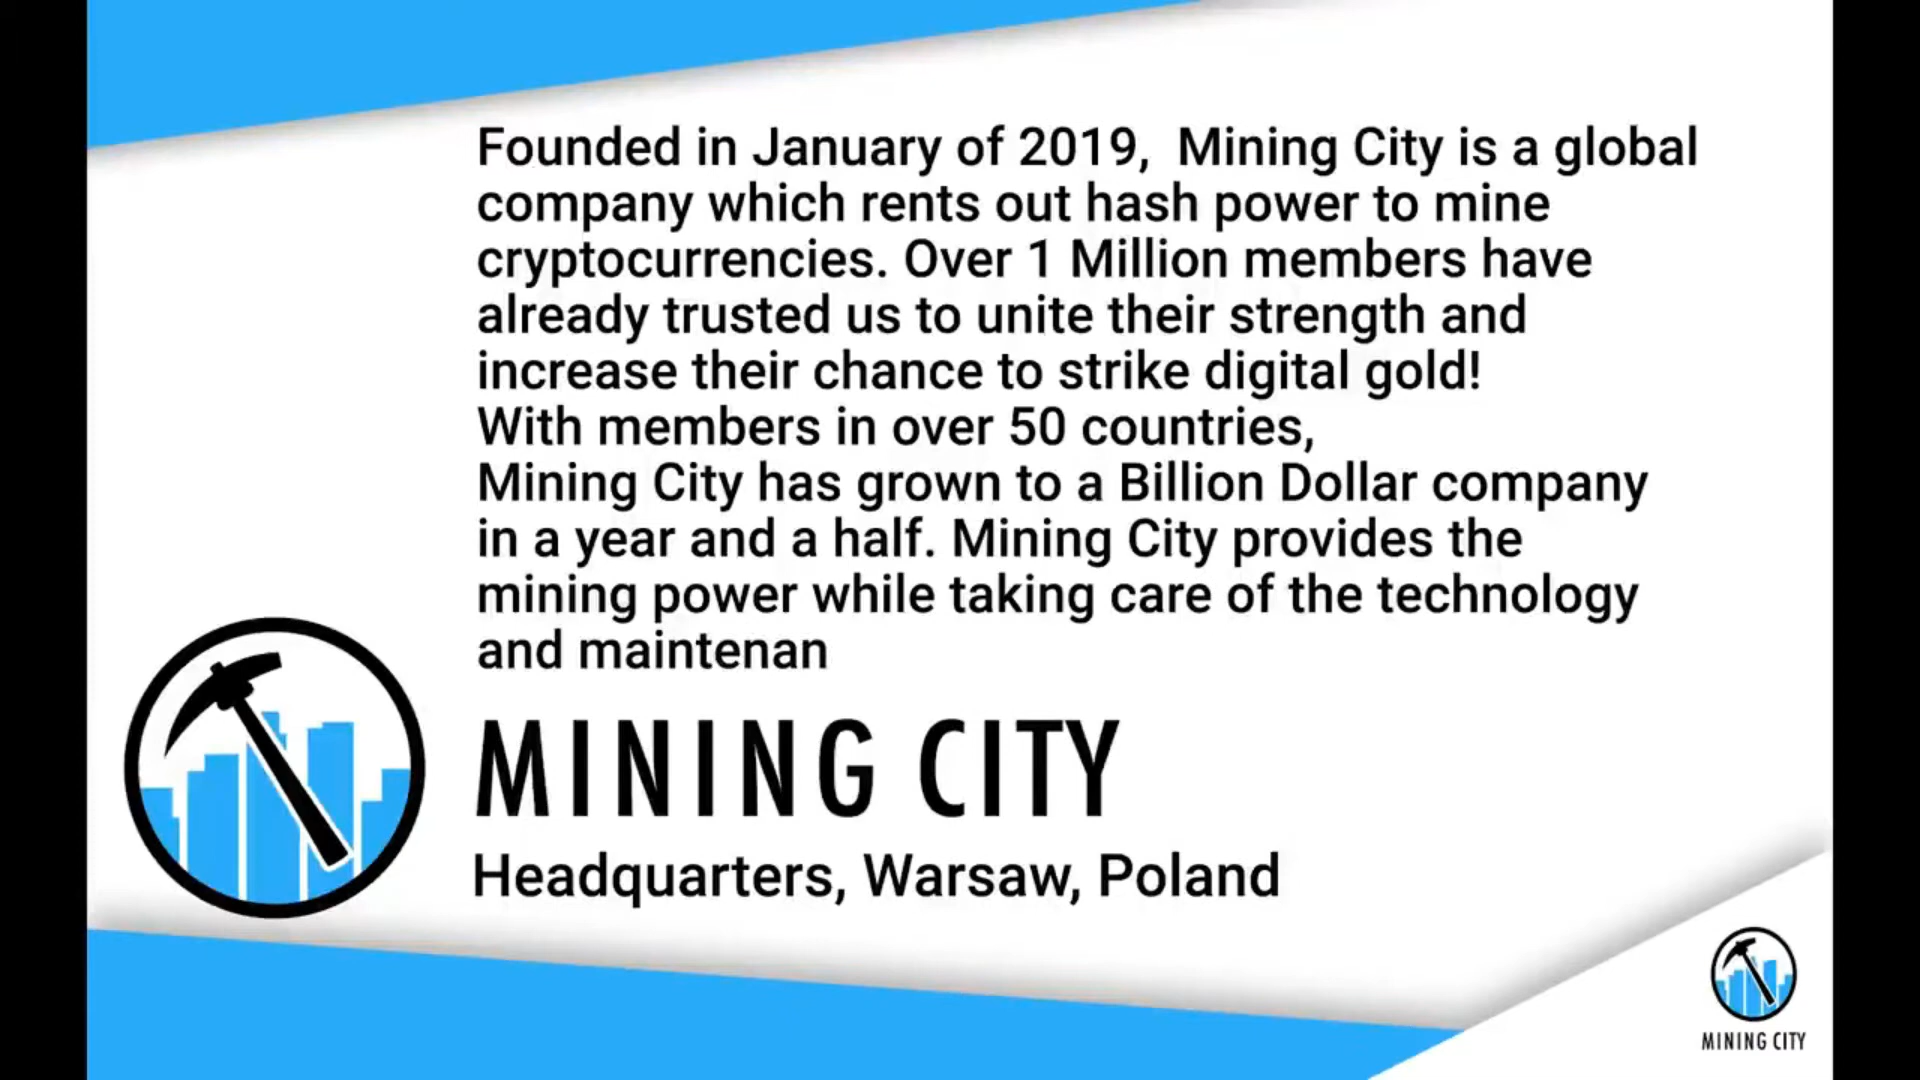 Founded in January of 2019,  Mining City is a global
company which rents out hash power to mine
cryptocurrencies. Over 1 Million members have
already trusted us to unite their strength and
increase their chance to strike digital gold!
With members in over 50 countries,
Mining City has grown to a Billion Dollar company
in a year and a half. Mining City provides the
mining power while taking care of the technology
and maintenan
MINING CITY
Headquarters, Warsaw, Poland
MINING CITY